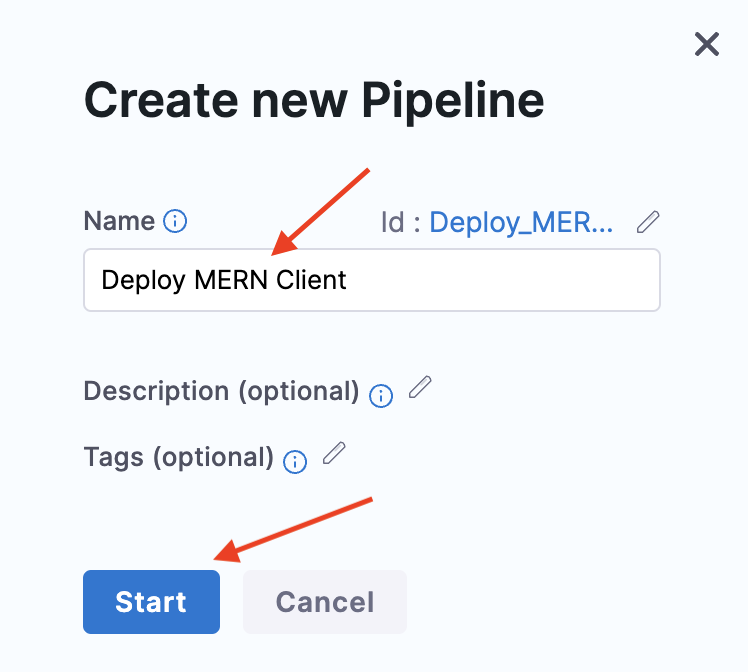 Create new Pipeline
Name Id : Deploy_MER...
Deploy MERN Client
Description (optional)
Tags (optional)
Start Cancel